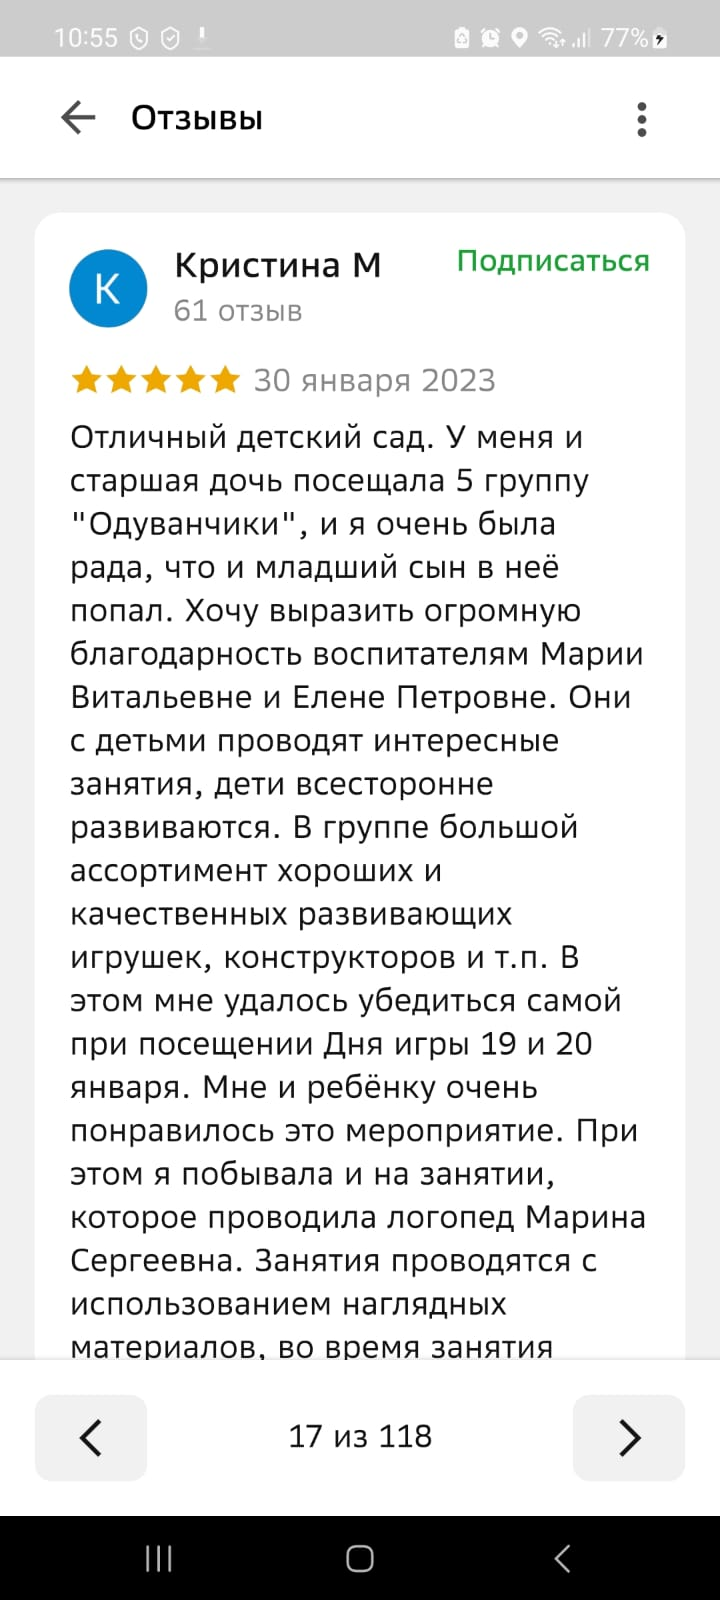 10:55
77%
Отзывы
К
Кристина М
Подписаться
61 отзыв
30 января 2023
Отличный детский сад. У меня и
старшая дочь посещала 5 группу
"Одуванчики", и я очень была
рада, что и младший сын в неё
попал. Хочу выразить огромную
благодарность воспитателям Марии
Витальевне и Елене Петровне. Они
с детьми проводят интересные
занятия, дети всесторонне
развиваются. В группе большой
ассортимент хороших и
качественных развивающих
игрушек, конструкторов и т.п. В
этом мне удалось убедиться самой
при посещении Дня игры 19 и 20
января. Мне и ребёнку очень
понравилось это мероприятие. При
этом я побывала и на занятии,
которое проводила логопед Марина
Сергеевна. Занятия проводятся с
использованием наглядных
материалов, во время занятия
17 из 118